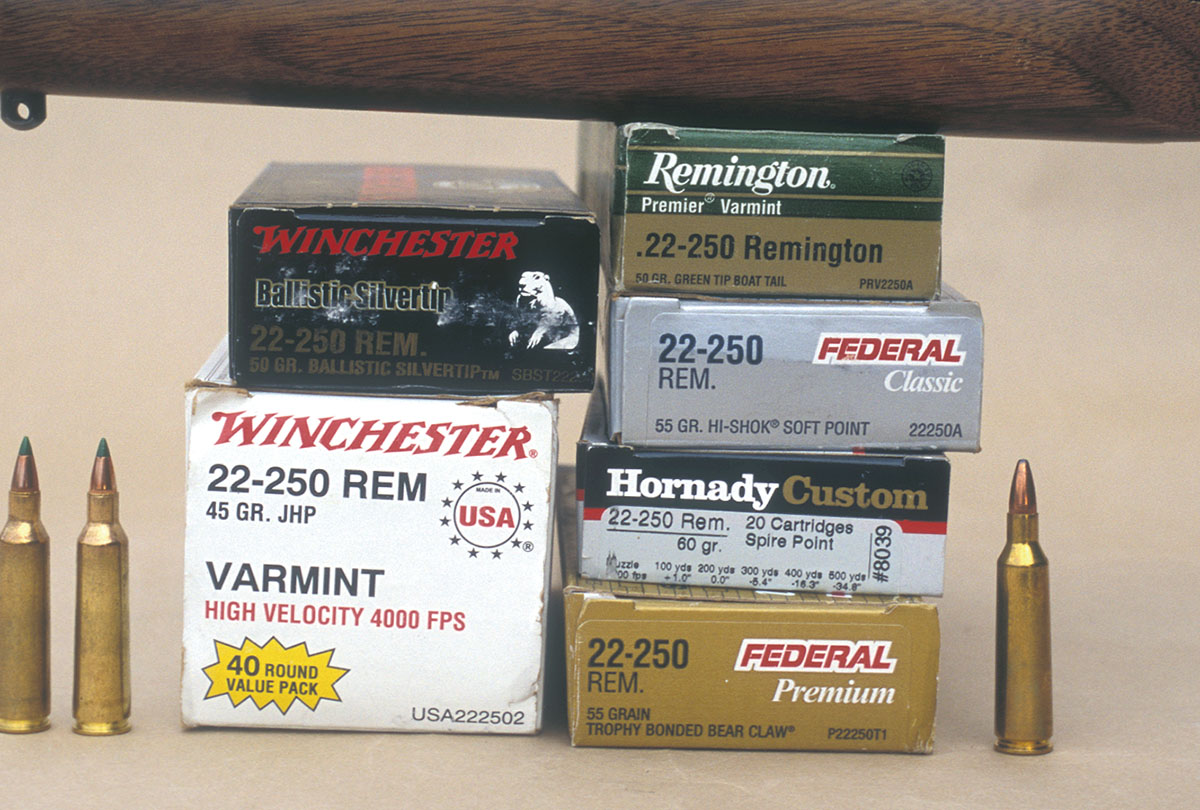 WINCHESTER
Ballistic Silvertip
22-250 REM.
50 GR. BALLISTIC SILVERTIP™
WINCHESTER®
22-250 REM
45 GR. JHP
MADE IN
USA
®
VARMINT
HIGH VELOCITY 4000 FPS
40 ROUND
VALUE PACK
USA222502
Remington®
Premier® Varmint
.22-250 Remington
50 GR. GREEN TIP BOAT TAIL PRV2250A
22-250
REM.
FEDERAL
Classic
55 GR. HI-SHOK® SOFT POINT 22250A
Hornady Custom
22-250 Rem.
60 gr.
20 Cartridges
Spire Point
#8039
100 yds 200 yds 300 yds 400 yds 500 yds
+1.0" 0.0" -5.4" -16.3" -34.8"
22-250
REM.
FEDERAL
Premium
55 GRAIN
TROPHY BONDED BEAR CLAW® P22250T1